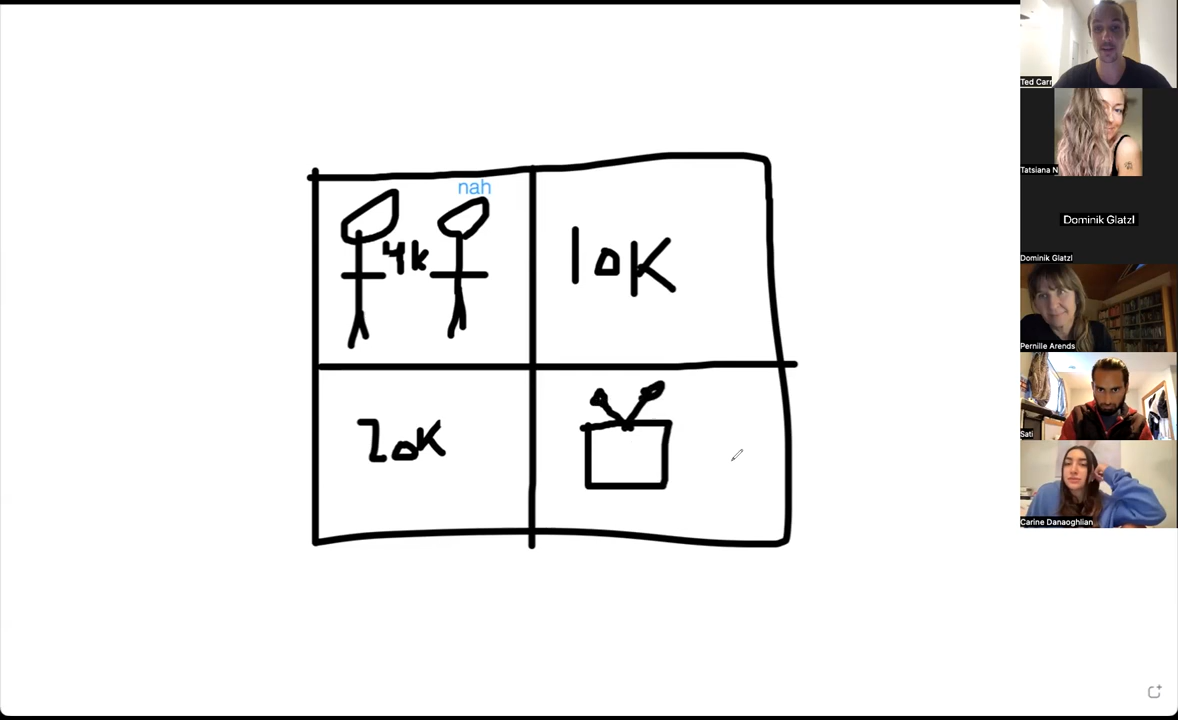 nah
4k
10K
20K
Ted Carr
Tatsiana N
Dominik Glatzl
Dominik Glatzl
Pernille Arends
Sati
Carine Danaoghlian